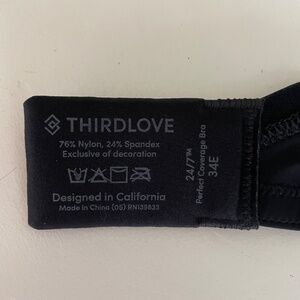 THIRDLOVE
76% Nylon, 24% Spandex
Exclusive of decoration
Designed in California
Made in China (05) RN139833
24/7™
Perfect Coverage Bra
34E